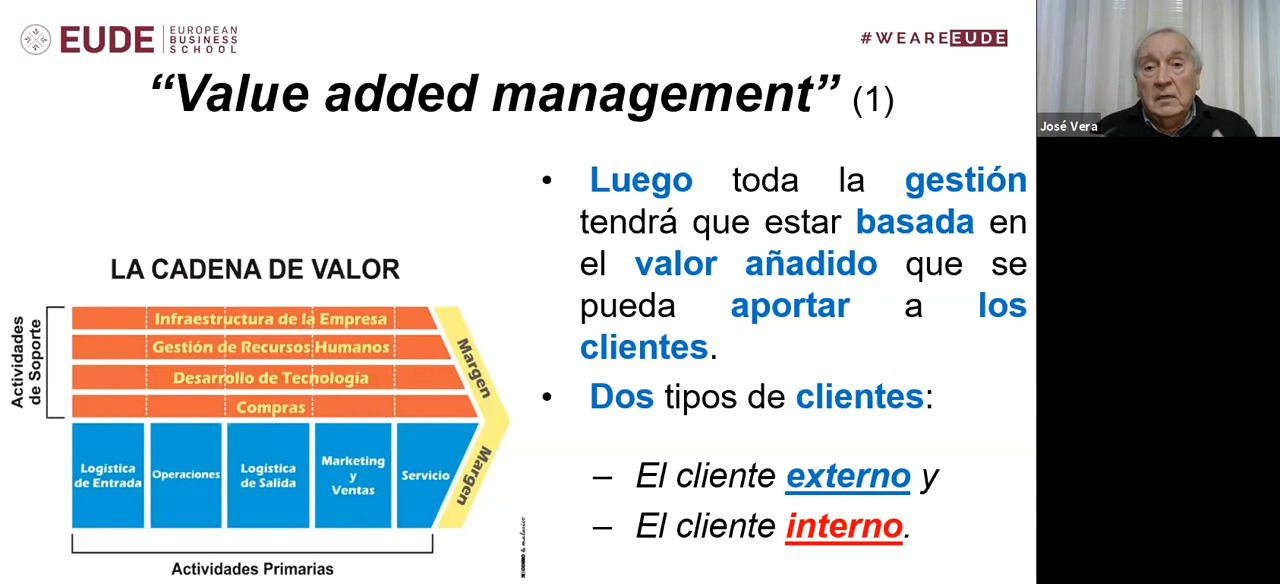 EUDE
EUROPEAN
BUSINESS
SCHOOL
#WEAREEUDE
“Value added management” (1)
José Vera
• Luego toda la gestión
tendrá que estar basada en
el valor añadido que se
pueda aportar a los
clientes.
• Dos tipos de clientes:
– El cliente externo y
– El cliente interno.
LA CADENA DE VALOR
Actividades
de Soporte
Infraestructura de la Empresa
Gestión de Recursos Humanos
Desarrollo de Tecnología
Compras
Margen
Logística
de Entrada
Operaciones
Logística
de Salida
Marketing
y
Ventas
Servicio
Margen
Actividades Primarias